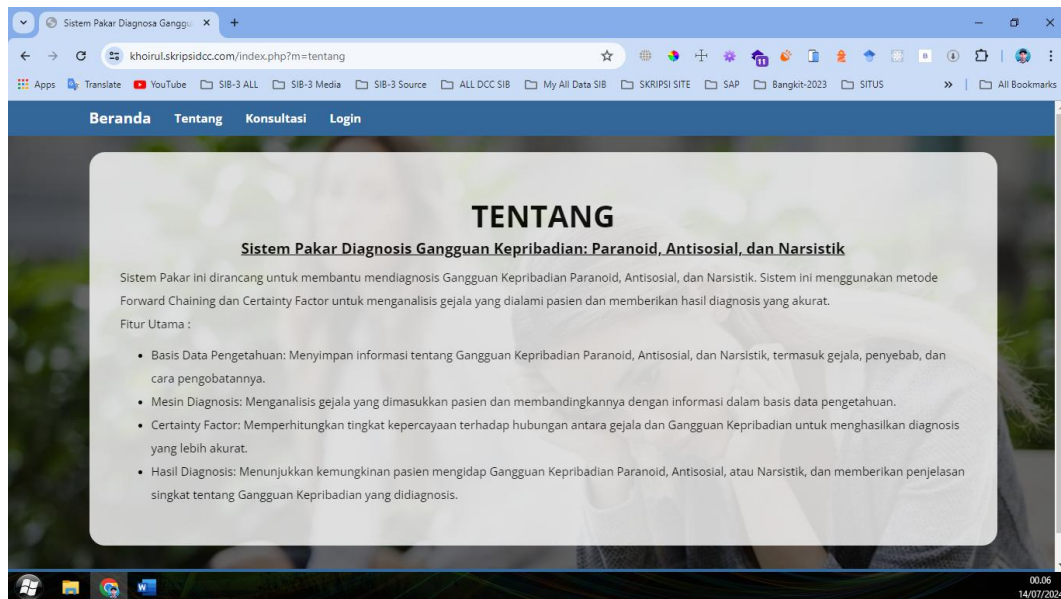 Sistem Pakar Diagnosa Ganggu
khoirul.skripsidcc.com/index.php?m=tentang
11
Apps Translate YouTube SIB-3 ALL SIB-3 Media SIB-3 Source ALL DCC SIB My All Data SIB SKRIPSI SITE SAP Bangkit-2023 SITUS » All Bookmarks
Beranda Tentang Konsultasi Login
TENTANG
Sistem Pakar Diagnosis Gangguan Kepribadian: Paranoid, Antisosial, dan Narsistik
Sistem Pakar ini dirancang untuk membantu mendiagnosis Gangguan Kepribadian Paranoid, Antisosial, dan Narsistik. Sistem ini menggunakan metode
Forward Chaining dan Certainty Factor untuk menganalisis gejala yang dialami pasien dan memberikan hasil diagnosis yang akurat.
Fitur Utama :
• Basis Data Pengetahuan: Menyimpan informasi tentang Gangguan Kepribadian Paranoid, Antisosial, dan Narsistik, termasuk gejala, penyebab, dan
cara pengobatannya.
• Mesin Diagnosis: Menganalisis gejala yang dimasukkan pasien dan membandingkannya dengan informasi dalam basis data pengetahuan.
• Certainty Factor: Memperhitungkan tingkat kepercayaan terhadap hubungan antara gejala dan Gangguan Kepribadian untuk menghasilkan diagnosis
yang lebih akurat.
• Hasil Diagnosis: Menunjukkan kemungkinan pasien mengidap Gangguan Kepribadian Paranoid, Antisosial, atau Narsistik, dan memberikan penjelasan
singkat tentang Gangguan Kepribadian yang didiagnosis.
00.06
14/07/202